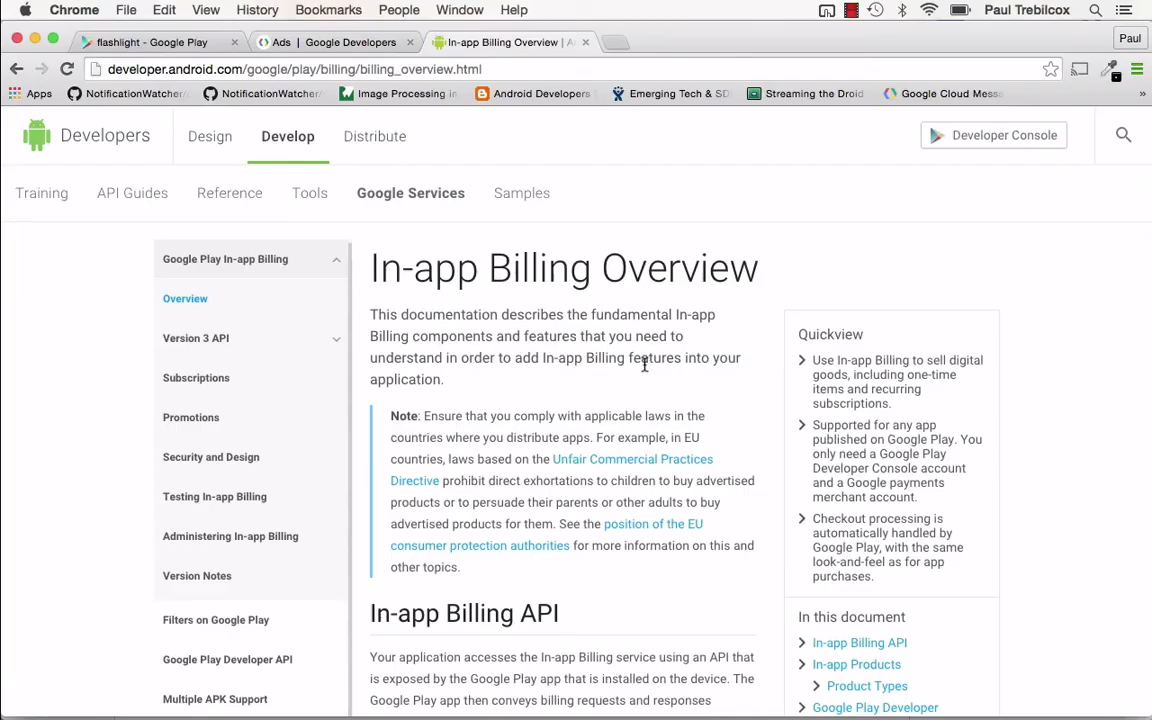 Chrome File Edit View History Bookmarks People Window Help Paul Trebilcox
flashlight - Google Play Ads | Google Developers In-app Billing Overview | A Paul
developer.android.com/google/play/billing/billing_overview.html
Apps NotificationWatcher/ NotificationWatcher/ Image Processing in Android Developers Emerging Tech & SD Streaming the Droid Google Cloud Mess »
Developers Design Develop Distribute Developer Console
Training API Guides Reference Tools Google Services Samples
Google Play In-app Billing
Overview
Version 3 API
Subscriptions
Promotions
Security and Design
Testing In-app Billing
Administering In-app Billing
Version Notes
Filters on Google Play
Google Play Developer API
Multiple APK Support
In-app Billing Overview
This documentation describes the fundamental In-app
Billing components and features that you need to
understand in order to add In-app Billing features into your
application.
Note: Ensure that you comply with applicable laws in the
countries where you distribute apps. For example, in EU
countries, laws based on the Unfair Commercial Practices
Directive prohibit direct exhortations to children to buy advertised
products or to persuade their parents or other adults to buy
advertised products for them. See the position of the EU
consumer protection authorities for more information on this and
other topics.
In-app Billing API
Your application accesses the In-app Billing service using an API that
is exposed by the Google Play app that is installed on the device. The
Google Play app then conveys billing requests and responses
Quickview
Use In-app Billing to sell digital
goods, including one-time
items and recurring
subscriptions.
Supported for any app
published on Google Play. You
only need a Google Play
Developer Console account
and a Google payments
merchant account.
Checkout processing is
automatically handled by
Google Play, with the same
look-and-feel as for app
purchases.
In this document
In-app Billing API
In-app Products
Product Types
Google Play Developer